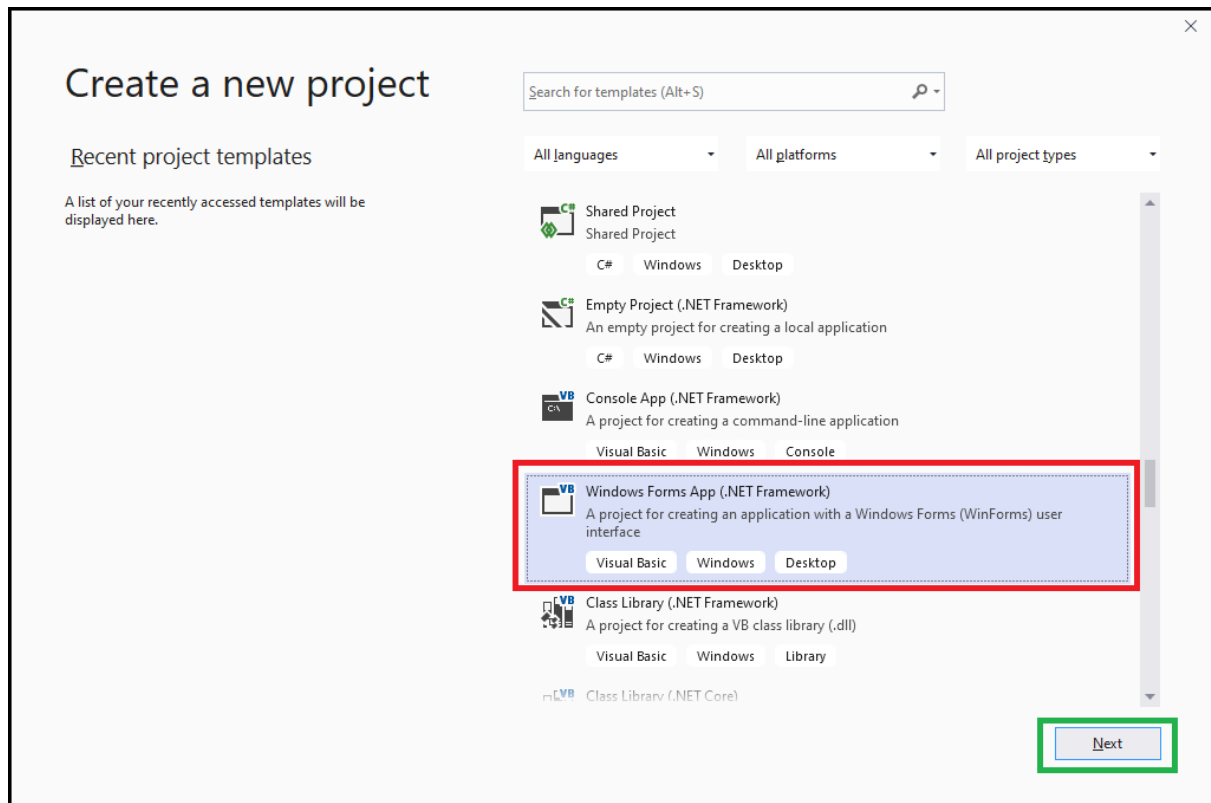 Create a new project
Search for templates (Alt+S)
Recent project templates
All languages
All platforms
All project types
A list of your recently accessed templates will be
displayed here.
C#
Shared Project
Shared Project
C# Windows Desktop
C#
Empty Project (.NET Framework)
An empty project for creating a local application
C# Windows Desktop
VB
C:\
Console App (.NET Framework)
A project for creating a command-line application
Visual Basic Windows Console
VB
Windows Forms App (.NET Framework)
A project for creating an application with a Windows Forms (WinForms) user
interface
Visual Basic Windows Desktop
VB
Class Library (.NET Framework)
A project for creating a VB class library (.dll)
Visual Basic Windows Library
VB
Class Library (.NET Core)
Next